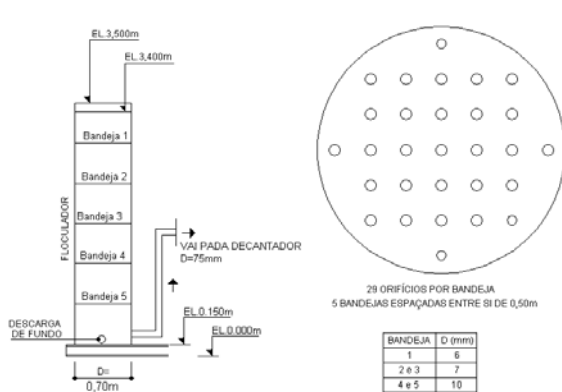 EL.3,500m
EL.3,400m
Bandeja 1
Bandeja 2
Bandeja 3
Bandeja 4
Bandeja 5
FLOCULADOR
VAI PADA DECANTADOR
D=75mm
DESCARGA
DE FUNDO
EL.0.150m
EL.0.000m
D=
0,70m
29 ORIFÍCIOS POR BANDEJA
5 BANDEJAS ESPAÇADAS ENTRE SI DE 0,50m
BANDEJA D (mm)
1 6
2 e 3 7
4 e 5 10